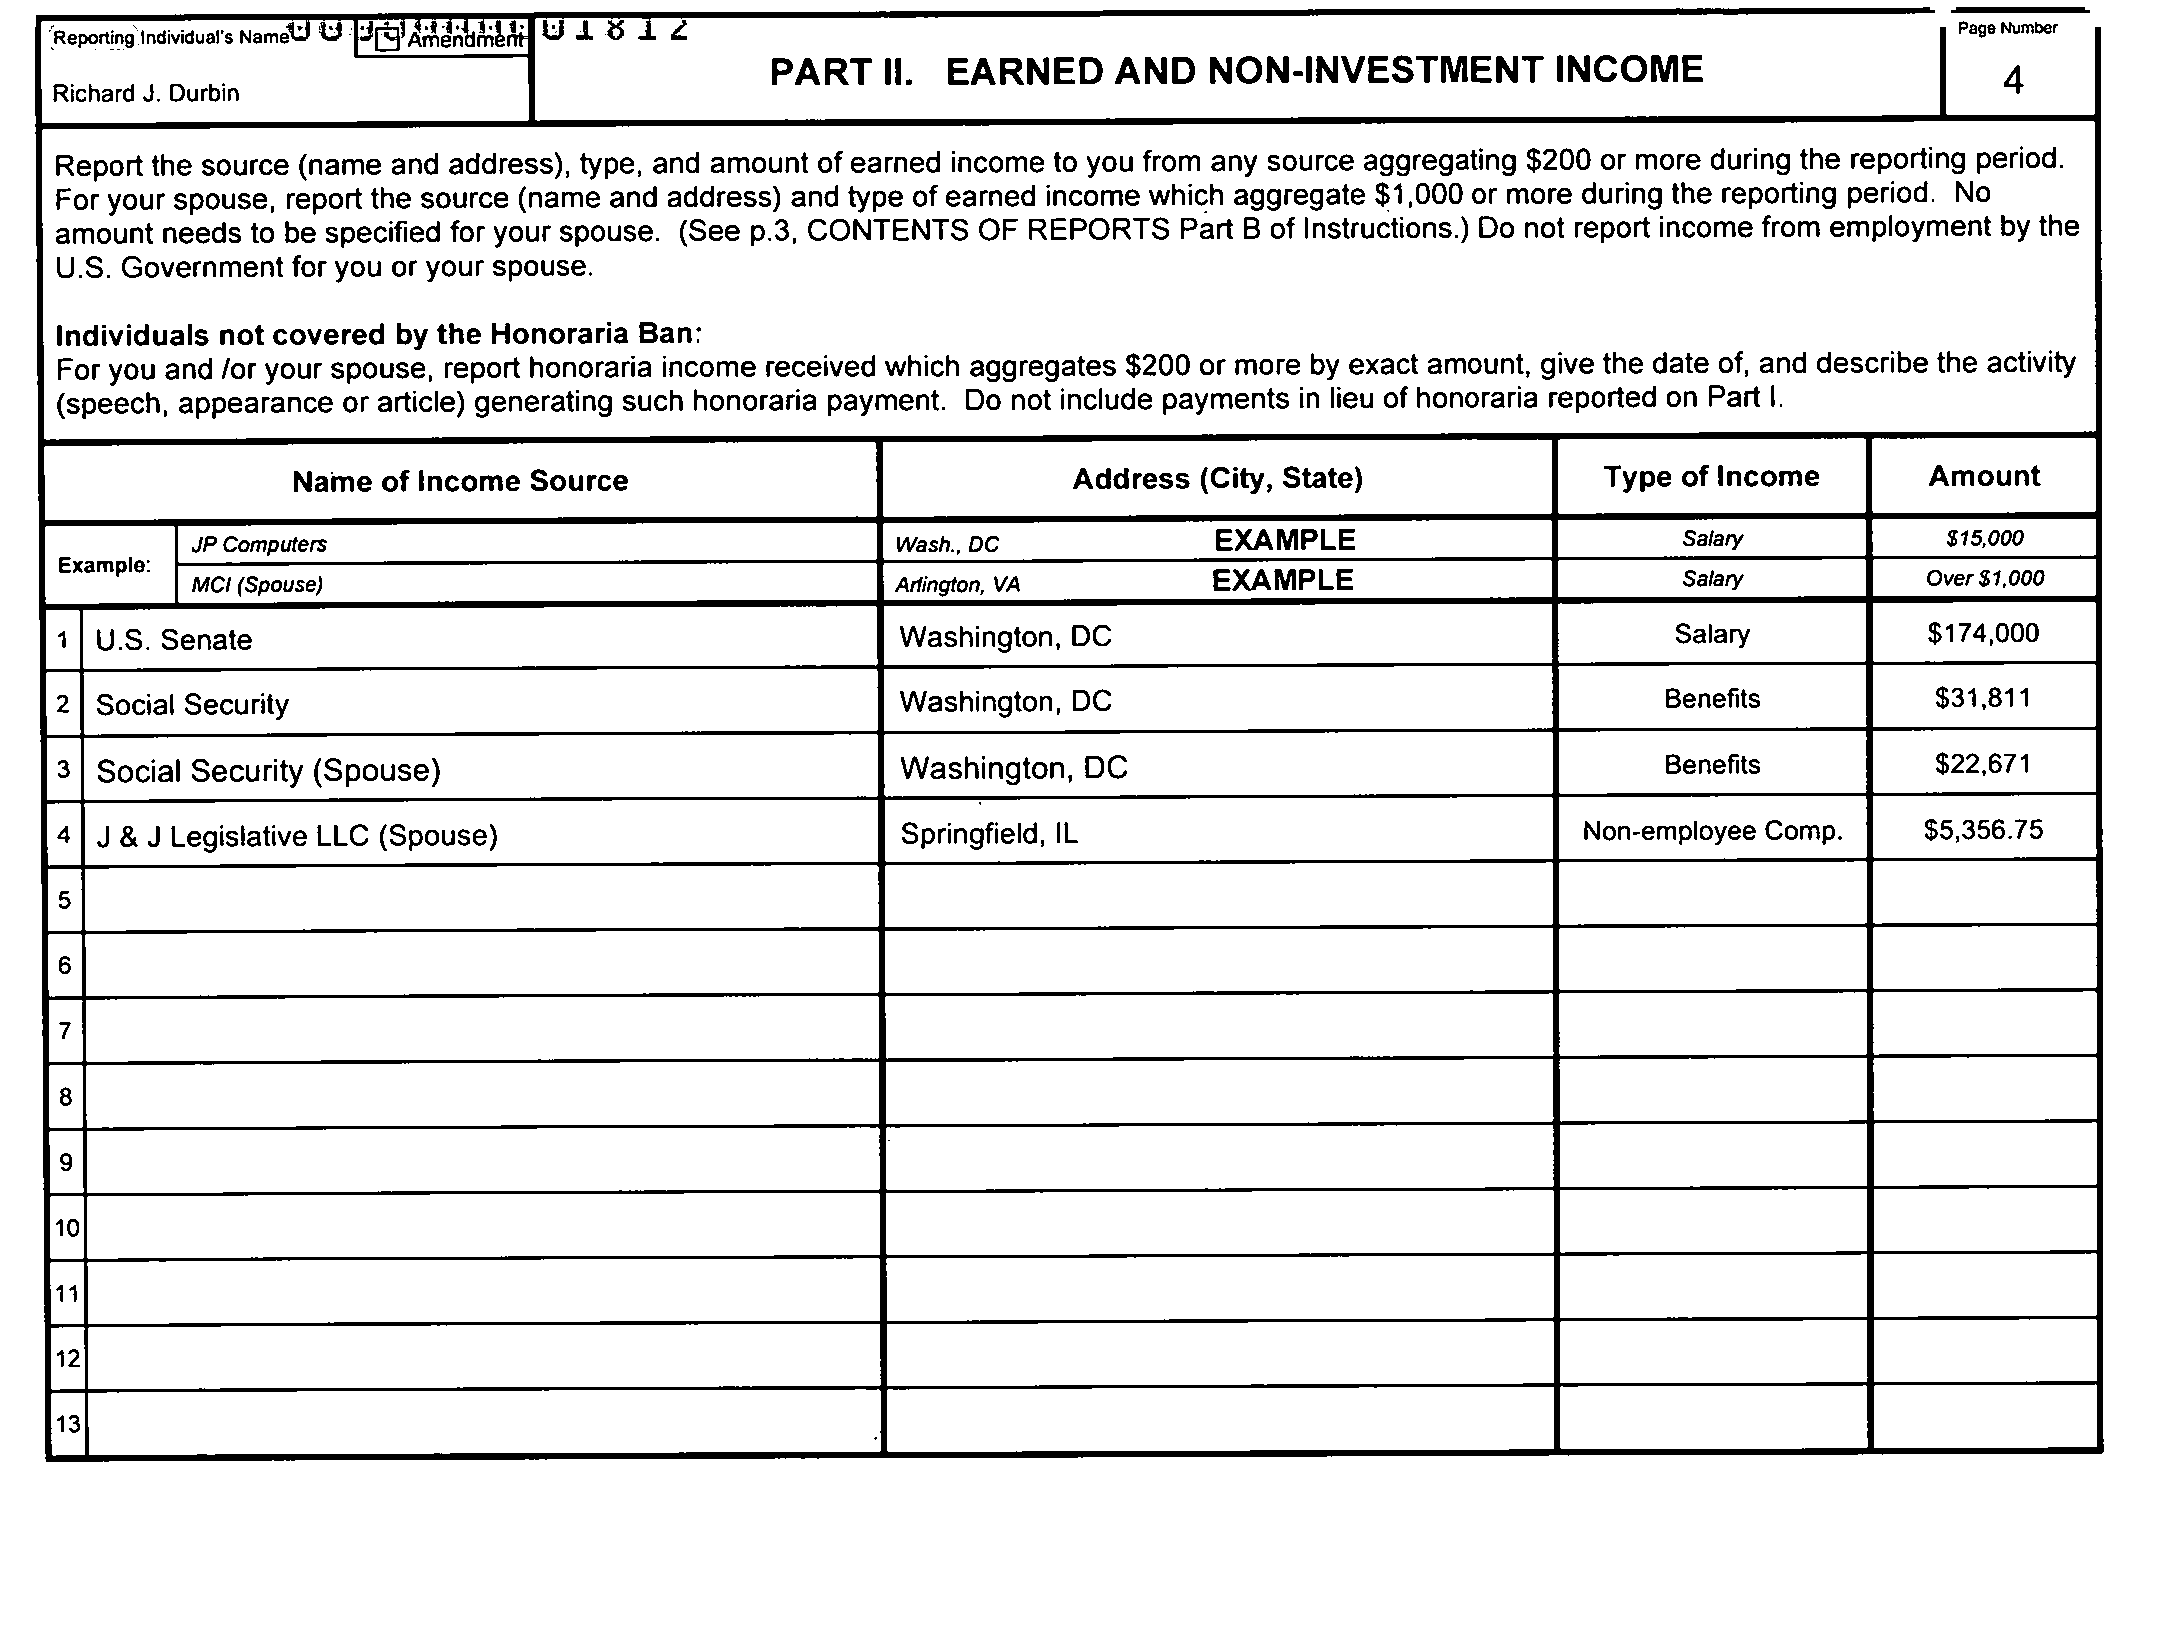 Reporting Individual's Name Amendment 01812
Richard J. Durbin
PART II. EARNED AND NON-INVESTMENT INCOME
Page Number
4
Report the source (name and address), type, and amount of earned income to you from any source aggregating $200 or more during the reporting period.
For your spouse, report the source (name and address) and type of earned income which aggregate $1,000 or more during the reporting period. No
amount needs to be specified for your spouse. (See p.3, CONTENTS OF REPORTS Part B of Instructions.) Do not report income from employment by the
U.S. Government for you or your spouse.
Individuals not covered by the Honoraria Ban:
For you and /or your spouse, report honoraria income received which aggregates $200 or more by exact amount, give the date of, and describe the activity
(speech, appearance or article) generating such honoraria payment. Do not include payments in lieu of honoraria reported on Part I.
Name of Income Source Address (City, State) Type of Income Amount
Example:
JP Computers Wash., DC EXAMPLE Salary $15,000
MCI (Spouse) Arlington, VA EXAMPLE Salary Over $1,000
1 U.S. Senate Washington, DC Salary $174,000
2 Social Security Washington, DC Benefits $31,811
3 Social Security (Spouse) Washington, DC Benefits $22,671
4 J & J Legislative LLC (Spouse) Springfield, IL Non-employee Comp. $5,356.75
5
6
7
8
9
10
11
12
13